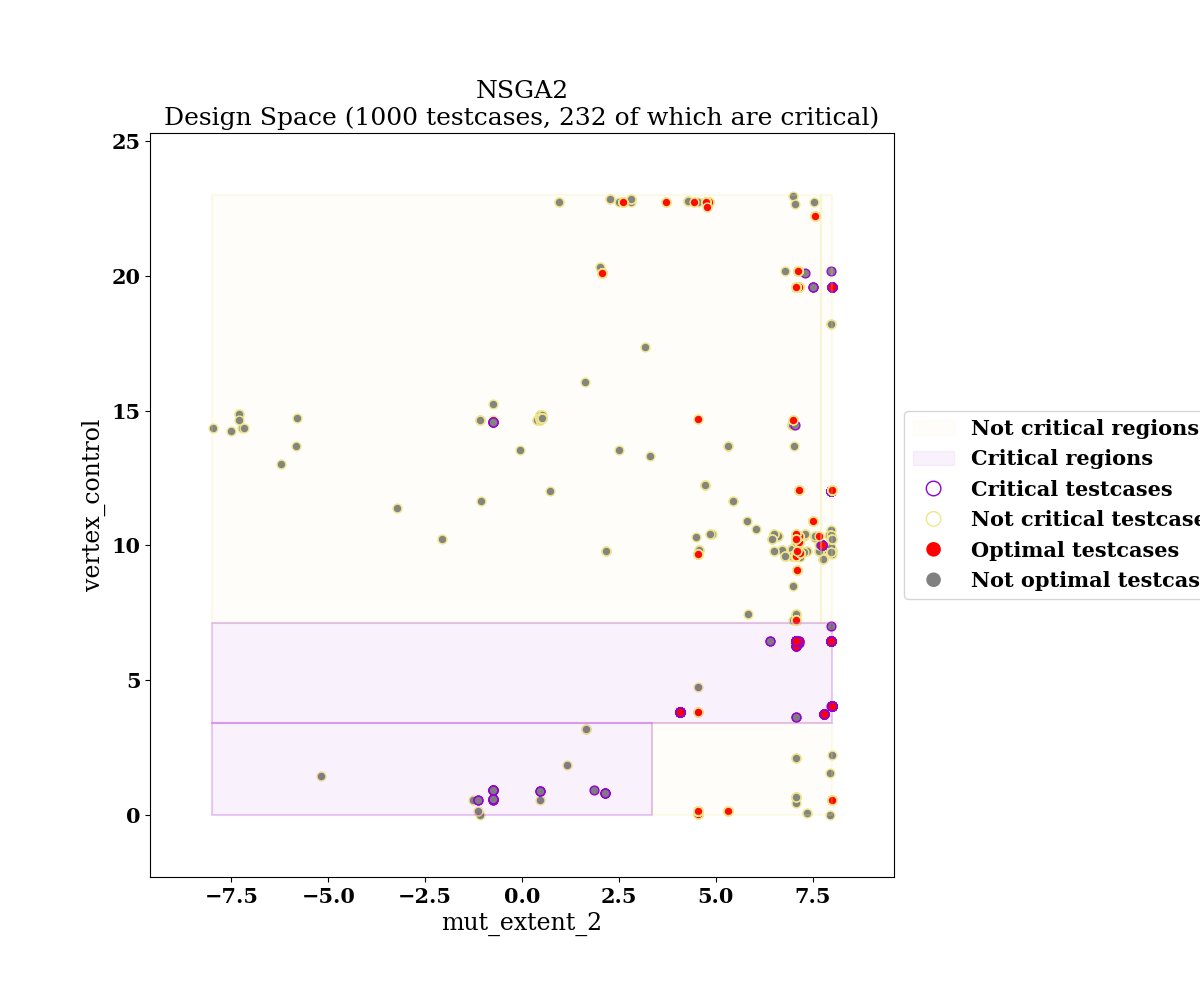 NSGA2
Design Space (1000 testcases, 232 of which are critical)
25
20
15
10
5
0
vertex_control
−7.5 −5.0 −2.5 0.0 2.5 5.0 7.5
mut_extent_2
Not critical regions
Critical regions
Critical testcases
Not critical testcase
Optimal testcases
Not optimal testcas